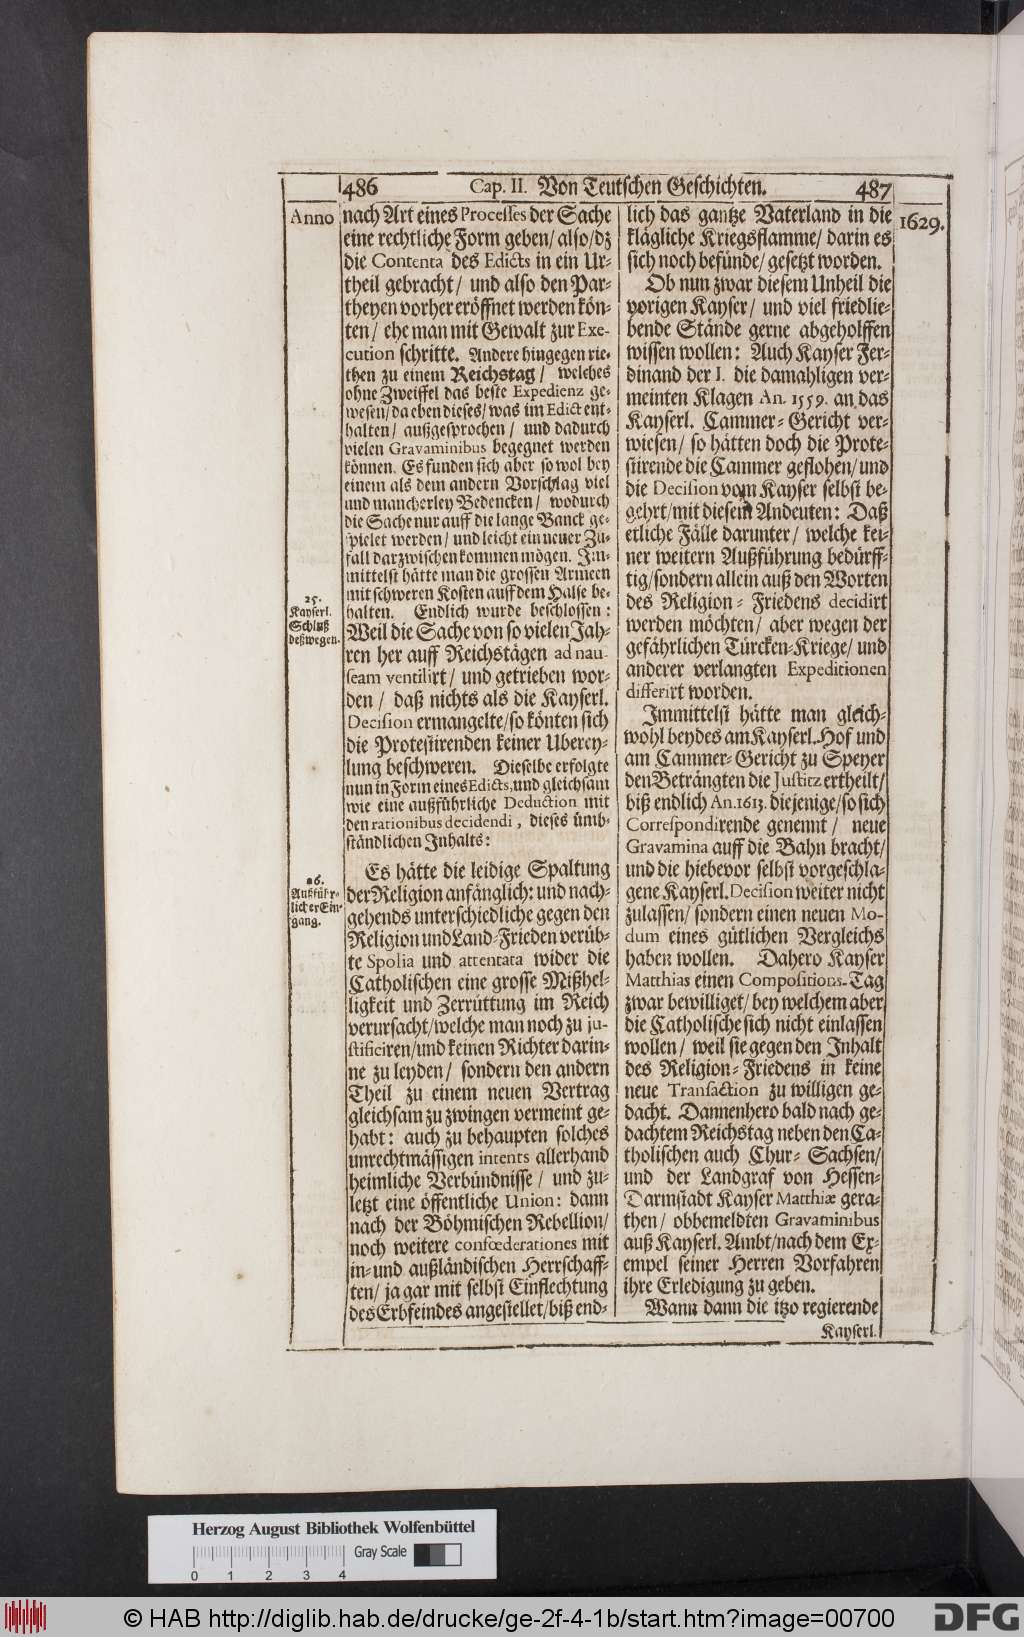 486 Cap. II. Von Teutschen Geschichten. 487
Anno
1629.
nach Art eines Processes der Sache
eine rechtliche Form geben/ also/ dz
die Contenta des Edicts in ein Ur-
theil gebracht/ und also den Par-
theyen vorher eröffnet werden kön-
ten/ ehe man mit Gewalt zur Exe-
cution schritte. Andere hingegen rie-
then zu einem Reichstag/ welches
ohne Zweiffel das beste Expedienz ge-
wesen/ da eben dieses/ was im Edict ent-
halten/ außgesprochen/ und dadurch
vielen Gravaminibus begegnet werden
können. Es funden sich aber so wol bey
einem als dem andern Vorschlag viel
und mancherley Bedencken/ wodurch
die Sache nur auff die lange Banck ge-
spielet werden/ und leicht ein neuer Zu-
fall darzwischen kommen mögen. Im-
mittelst hätte man die grossen Armeen
mit schweren Kosten auff dem Halse be-
halten. Endlich wurde beschlossen:
25.
Kayserl.
Schluß
deßwegen.
Weil die Sache von so vielen Jah-
ren her auff Reichstägen ad nau-
seam ventilirt/ und getrieben wor-
den/ daß nichts als die Kayserl.
Decision ermangelte/ so könten sich
die Protestirenden keiner Uberey-
lung beschweren. Dieselbe erfolgte
nun in Form eines Edicts, und gleichsam
wie eine außführliche Deduction mit
den rationibus decidendi, dieses ümb-
ständlichen Inhalts:
26.
Außführ-
licher Ein-
gang.
Es hätte die leidige Spaltung
der Religion anfänglich: und nach-
gehends unterschiedliche gegen den
Religion und Land-Frieden verüb-
te Spolia und attentata wider die
Catholischen eine grosse Mißhel-
ligkeit und Zerrüttung im Reich
verursacht/ welche man noch zu ju-
stificiren/ und keinen Richter darin-
ne zu leyden/ sondern den andern
Theil zu einem neuen Vertrag
gleichsam zu zwingen vermeint ge-
habt: auch zu behaupten solches
unrechtmässigen intents allerhand
heimliche Verbündnisse/ und zu-
letzt eine öffentliche Union: dann
nach der Böhmischen Rebellion/
noch weitere confœderationes mit
in- und außländischen Herrschaff-
ten/ ja gar mit selbst Einflechtung
des Erbfeindes angestellet/ biß end-
lich das gantze Vaterland in die
klägliche Kriegsflamme/ darin es
sich noch befünde/ gesetzt worden.
Ob nun zwar diesem Unheil die
vorigen Kayser/ und viel friedlie-
bende Stände gerne abgeholffen
wissen wollen: Auch Kayser Fer-
dinand der I. die damahligen ver-
meinten Klagen An. 1559. an das
Kayserl. Cammer-Gericht ver-
wiesen/ so hätten doch die Prote-
stirende die Cammer geflohen/ und
die Decision vom Kayser selbst be-
gehrt/ mit diesem Andeuten: Daß
etliche Fälle darunter/ welche kei-
ner weitern Außführung bedürff-
tig/ sondern allein auß den Worten
des Religion-Friedens decidirt
werden möchten/ aber wegen der
gefährlichen Türcken-Kriege/ und
anderer verlangten Expeditionen
differirt worden.
Immittelst hätte man gleich-
wohl beydes am Kayserl. Hof und
am Cammer-Gericht zu Speyer
den Beträngten die Justitz ertheilt/
biß endlich An. 1613. diejenige/ so sich
Correspondirende genennt/ neue
Gravamina auff die Bahn bracht/
und die hiebevor selbst vorgeschla-
gene Kayserl. Decision weiter nicht
zulassen/ sondern einen neuen Mo-
dum eines gütlichen Vergleichs
haben wollen. Dahero Kayser
Matthias einen Compositions-Tag
zwar bewilliget/ bey welchem aber
die Catholische sich nicht einlassen
wollen/ weil sie gegen den Inhalt
des Religion-Friedens in keine
neue Transaction zu willigen ge-
dacht. Dannenhero bald nach ge-
dachtem Reichstag neben den Ca-
tholischen auch Chur-Sachsen/
und der Landgraf von Hessen-
Darmstadt Kayser Matthiæ gera-
then/ obbemeldten Gravaminibus
auß Kayserl. Ambt/ nach dem Ex-
empel seiner Herren Vorfahren
ihre Erledigung zu geben.
Wann dann die itzo regierende
Kayserl.
Herzog August Bibliothek Wolfenbüttel
Gray Scale
0 1 2 3 4
© HAB http://diglib.hab.de/drucke/ge-2f-4-1b/start.htm?image=00700
DFG